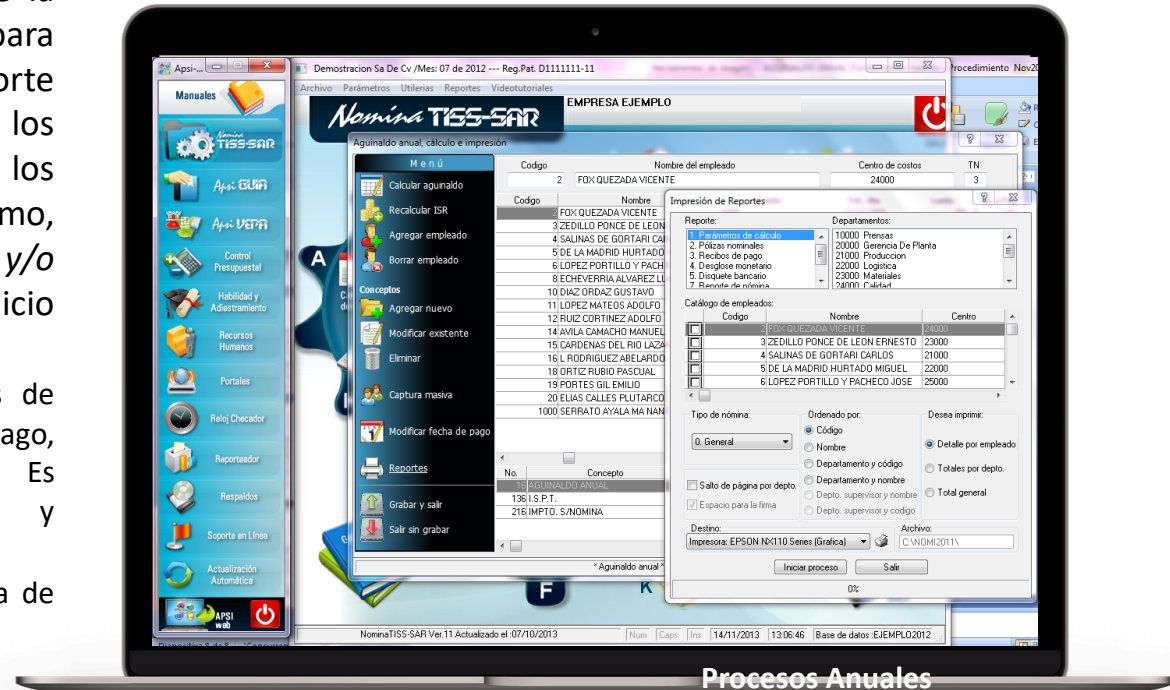 para
orte
los
los
mo,
y/o
icio
de
ago,
Es
y
a de
Apsi-...
Manuales
Nomina
TISS-SAR
Apsi GUIA
Apsi VEPA
Control
Presupuestal
Habilidad y
Adiestramiento
Recursos
Humanos
Portales
Reloj Checador
Reporteador
Respaldos
Soporte en Línea
Actualización
Automática
APSI
web
Demostracion Sa De Cv /Mes: 07 de 2012 --- Reg.Pat. D1111111-11
Procedimiento Nov20
Archivo Parámetros Utilerias Reportes Videotutoriales
Nomina TISS-SAR
EMPRESA EJEMPLO
Aguinaldo anual, cálculo e impresión
Menú
Calcular aguinaldo
Recalcular ISR
Agregar empleado
Borrar empleado
Conceptos
Agregar nuevo
Modificar existente
Eliminar
Captura masiva
Modificar fecha de pago
Reportes
Grabar y salir
Salir sin grabar
Codigo Nombre del empleado Centro de costos TN
2 FOX QUEZADA VICENTE 24000 3
Codigo Nombre
2 FOX QUEZADA VICENTE
3 ZEDILLO PONCE DE LEON
4 SALINAS DE GORTARI CA
5 DE LA MADRID HURTADO
6 LOPEZ PORTILLO Y PACH
8 ECHEVERRIA ALVAREZ LU
10 DIAZ ORDAZ GUSTAVO
11 LOPEZ MATEOS ADOLFO
12 RUIZ CORTINEZ ADOLFO
14 AVILA CAMACHO MANUEL
15 CARDENAS DEL RIO LAZA
16 L RODRIGUEZ ABELARDO
18 ORTIZ RUBIO PASCUAL
19 PORTES GIL EMILIO
20 ELIAS CALLES PLUTARCO
1000 SERRATO AYALA MA NAN
No. Concepto
16 AGUINALDO ANUAL
136 I.S.P.T.
216 IMPTO. S/NOMINA
* Aguinaldo anual *
Impresión de Reportes
Reporte:
1. Parámetros de cálculo
2. Pólizas nominales
3. Recibos de pago
4. Desglose monetario
5. Disquete bancario
7. Reporte de nómina
Departamentos:
10000 Prensas
20000 Gerencia De Planta
21000 Produccion
22000 Logistica
23000 Materiales
24000 Calidad
Catálogo de empleados:
Codigo Nombre Centro
2 FOX QUEZADA VICENTE 24000
3 ZEDILLO PONCE DE LEON ERNESTO 23000
4 SALINAS DE GORTARI CARLOS 21000
5 DE LA MADRID HURTADO MIGUEL 22000
6 LOPEZ PORTILLO Y PACHECO JOSE 25000
Tipo de nómina:
0. General
Salto de página por depto.
Espacio para la firma
Ordenado por:
Código
Nombre
Departamento y código
Departamento y nombre
Depto. supervisor y nombre
Depto. supervisor y codigo
Desea imprimir:
Detalle por empleado
Totales por depto.
Total general
Destino:
Impresora: EPSON NX110 Series (Grafica)
Archivo:
C:\NOMI2011\
Iniciar proceso Salir
0%
A
F
K
NominaTISS-SAR Ver.11 Actualizado el :07/10/2013 Num Caps Ins 14/11/2013 13:06:46 Base de datos :EJEMPLO2012
Procesos Anuales